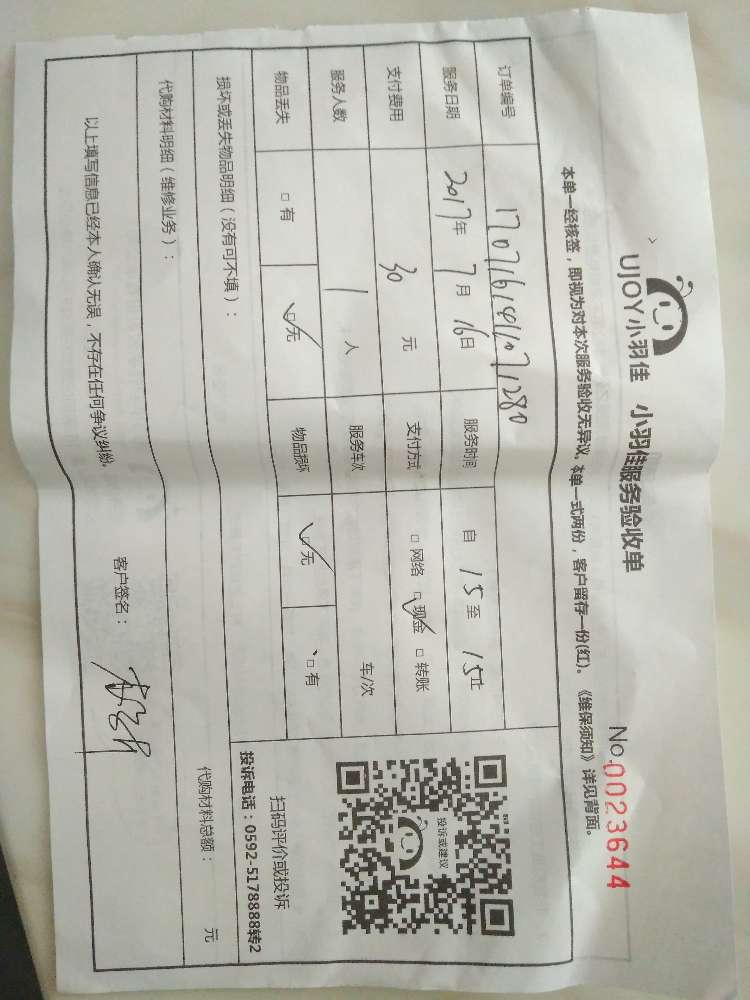 UJOY小羽佳 小羽佳服务验收单 No.0023644
本单一经核签，即视为对本次服务验收无异议，本单一式两份，客户留存一份(红)。《维保须知》详见背面。
订单编号
服务日期 2017年7月16日 服务时间 自 15 至 15止
支付费用 30元 支付方式 □网络 ☑现金 □转账
服务人数 1人 服务车次 车/次
物品丢失 □有 ☑无 物品损坏 ☑无 □有
投诉或建议
扫码评价或投诉
投诉电话：0592-5178888转2
损坏或丢失物品明细（没有可不填）：
代购材料明细（维修业务）：
代购材料总额： 元
以上填写信息已经本人确认无误，不存在任何争议纠纷。
客户签名：